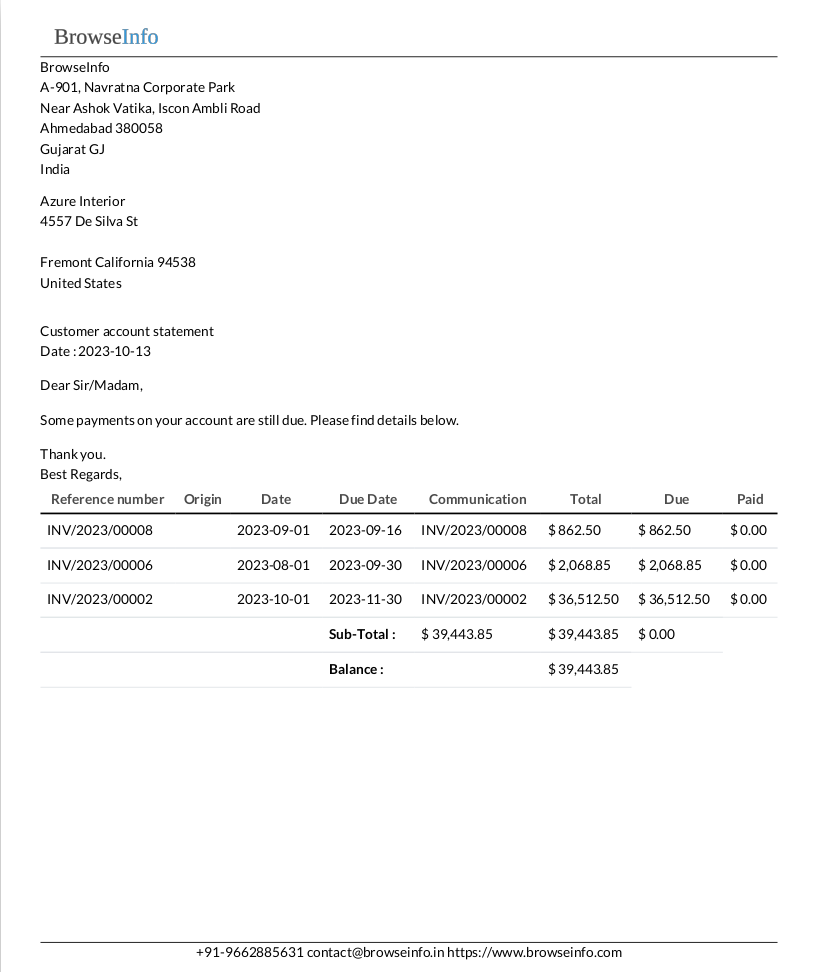 BrowseInfo
BrowseInfo
A-901, Navratna Corporate Park
Near Ashok Vatika, Iscon Ambli Road
Ahmedabad 380058
Gujarat GJ
India
Azure Interior
4557 De Silva St
Fremont California 94538
United States
Customer account statement
Date : 2023-10-13
Dear Sir/Madam,
Some payments on your account are still due. Please find details below.
Thank you.
Best Regards,
Reference number Origin Date Due Date Communication Total Due Paid
INV/2023/00008 2023-09-01 2023-09-16 INV/2023/00008 $ 862.50 $ 862.50 $ 0.00
INV/2023/00006 2023-08-01 2023-09-30 INV/2023/00006 $ 2,068.85 $ 2,068.85 $ 0.00
INV/2023/00002 2023-10-01 2023-11-30 INV/2023/00002 $ 36,512.50 $ 36,512.50 $ 0.00
Sub-Total : $ 39,443.85 $ 39,443.85 $ 0.00
Balance : $ 39,443.85
+91-9662885631 contact@browseinfo.in https://www.browseinfo.com